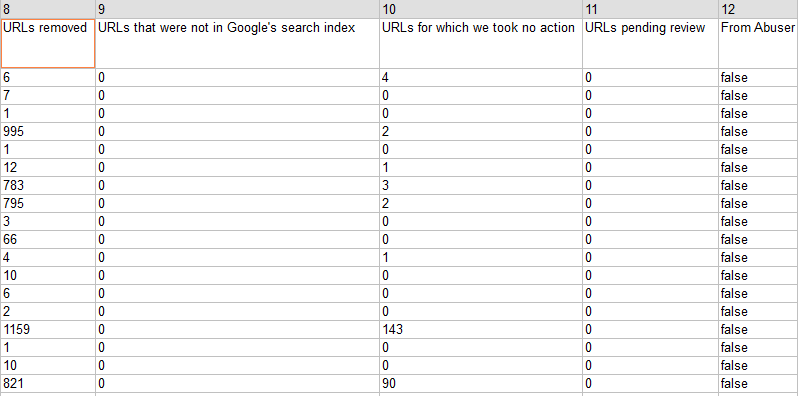 8 9 10 11 12
URLs removed URLs that were not in Google's search index URLs for which we took no action URLs pending review From Abuser
6 0 4 0 false
7 0 0 0 false
1 0 0 0 false
995 0 2 0 false
1 0 0 0 false
12 0 1 0 false
783 0 3 0 false
795 0 2 0 false
3 0 0 0 false
66 0 0 0 false
4 0 1 0 false
10 0 0 0 false
6 0 0 0 false
2 0 0 0 false
1159 0 143 0 false
1 0 0 0 false
10 0 0 0 false
821 0 90 0 false